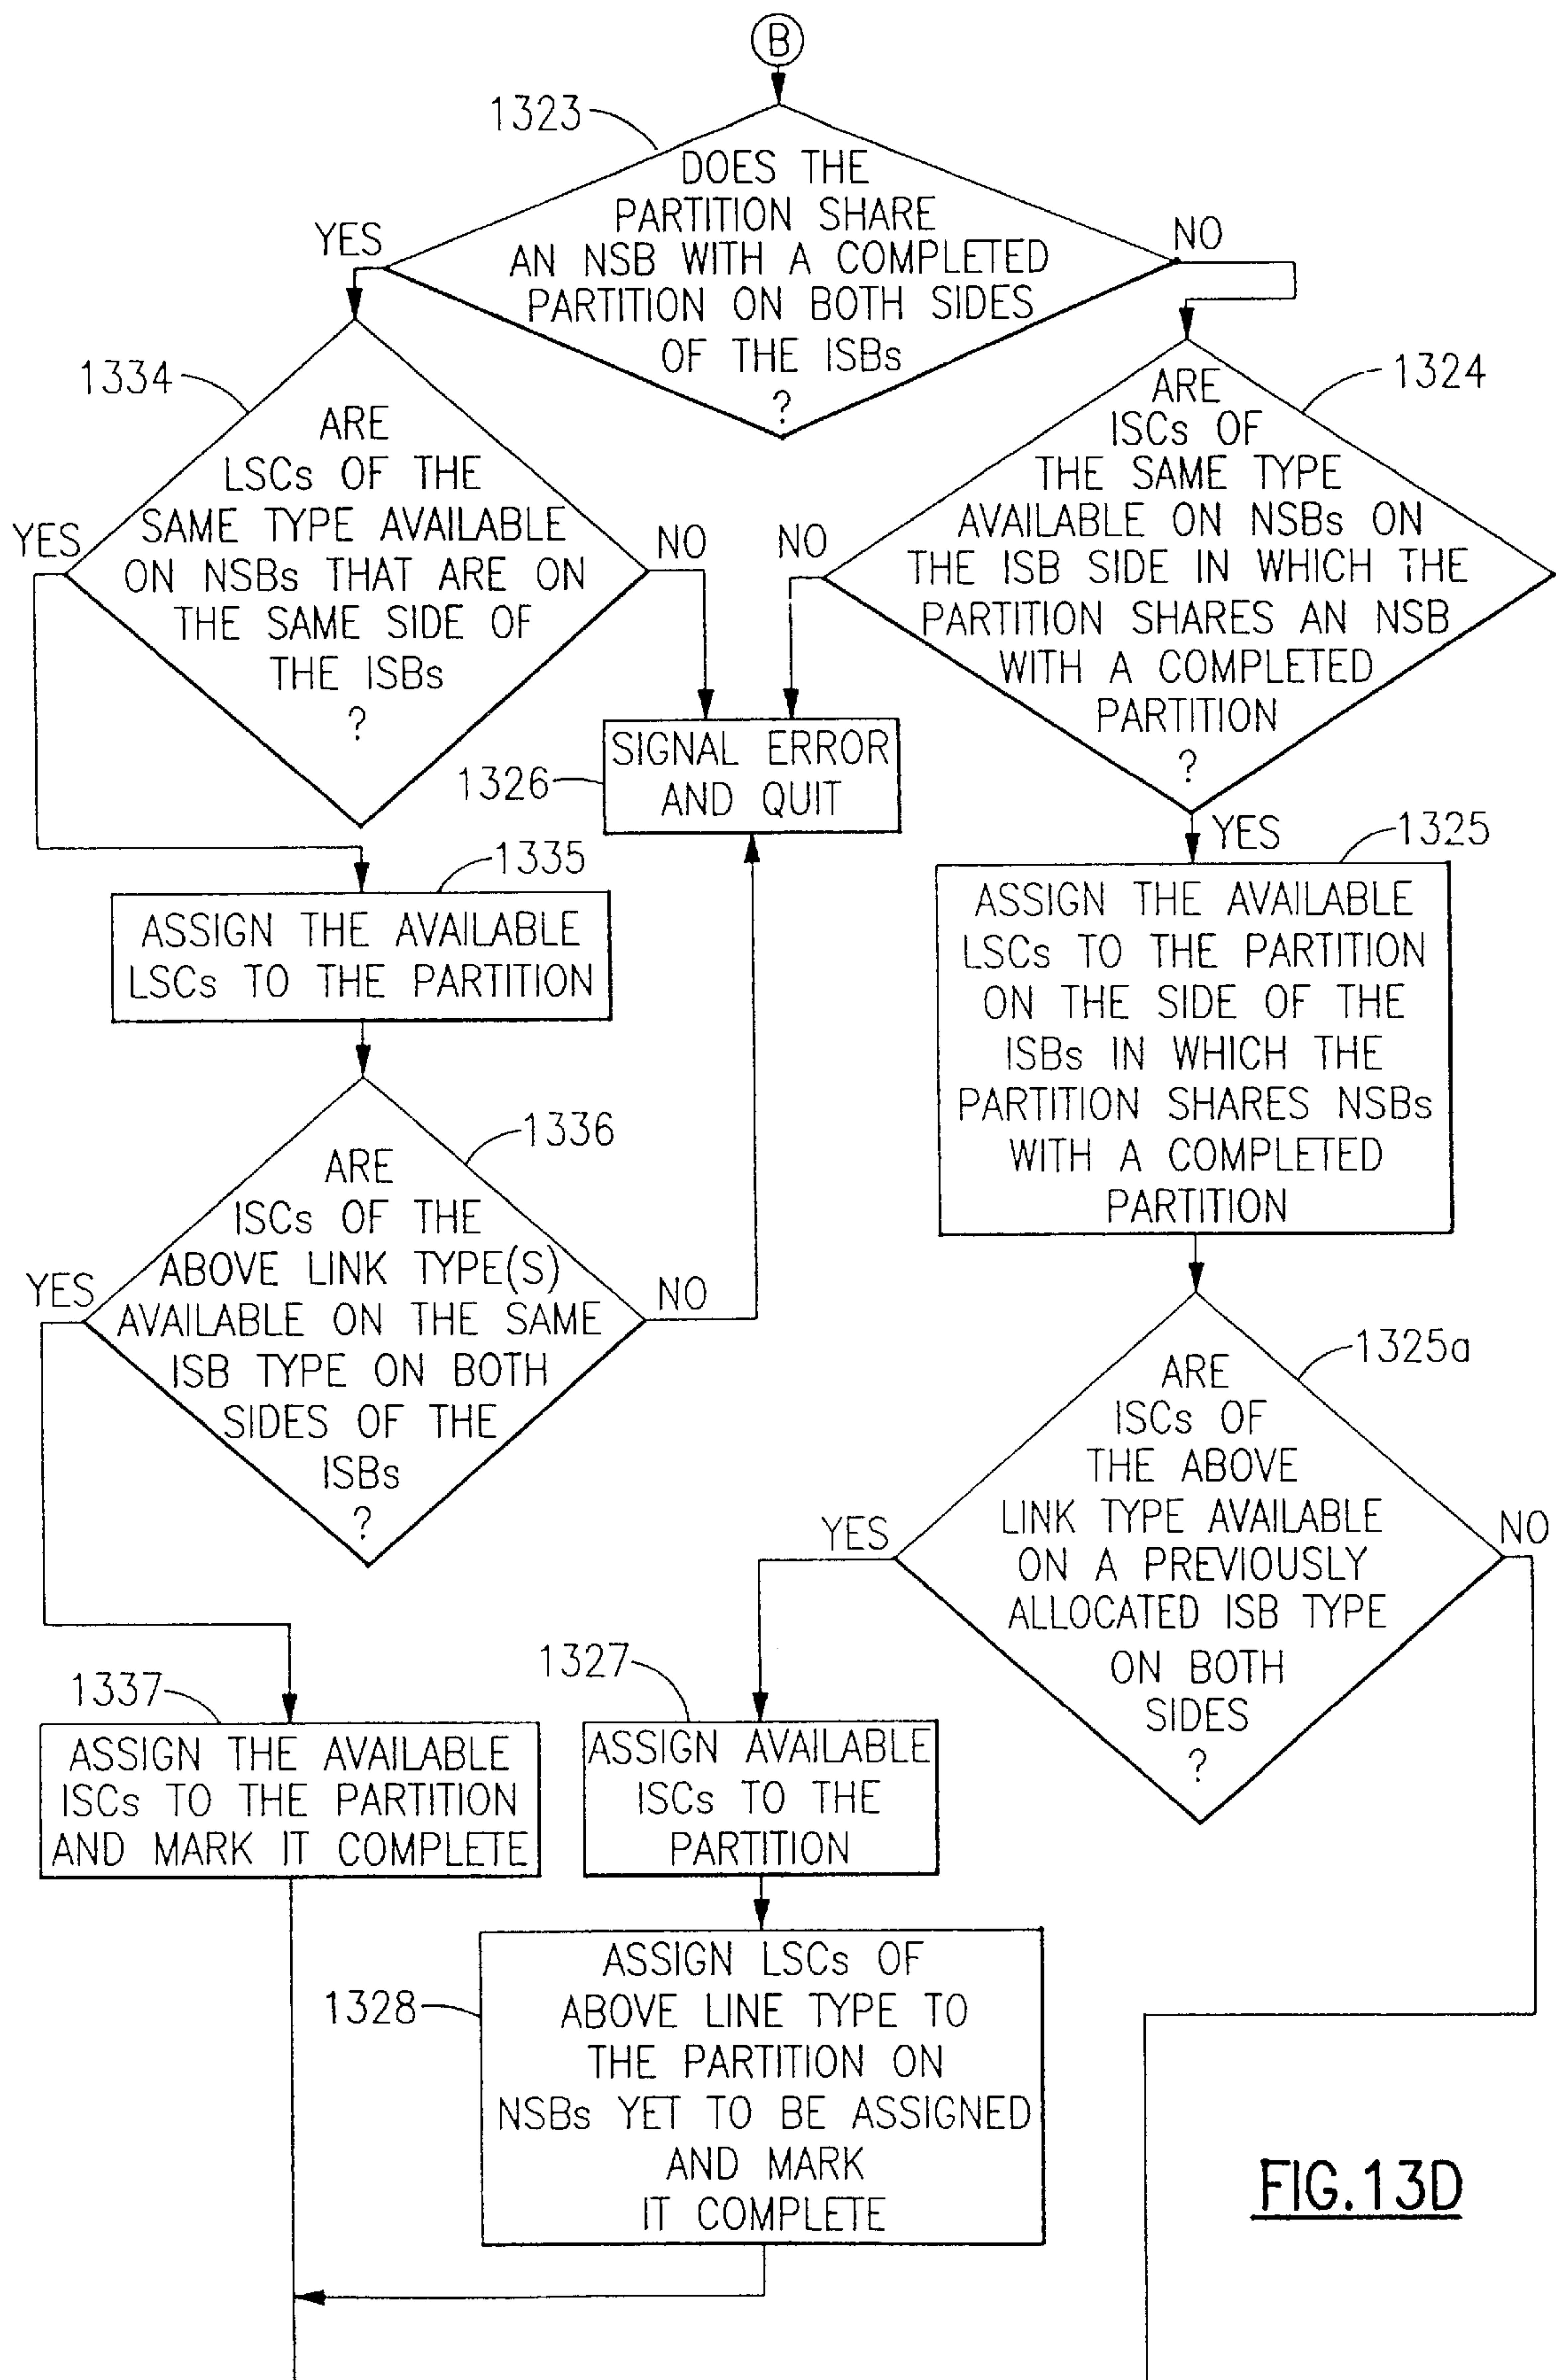 B
1323
DOES THE
PARTITION SHARE
AN NSB WITH A COMPLETED
PARTITION ON BOTH SIDES
OF THE ISBs
?
YES
NO
1334
ARE
LSCs OF THE
SAME TYPE AVAILABLE
ON NSBs THAT ARE ON
THE SAME SIDE OF
THE ISBs
?
YES
NO
1324
ARE
ISCs OF
THE SAME TYPE
AVAILABLE ON NSBs ON
THE ISB SIDE IN WHICH THE
PARTITION SHARES AN NSB
WITH A COMPLETED
PARTITION
?
NO
YES
1326
SIGNAL ERROR
AND QUIT
1335
ASSIGN THE AVAILABLE
LSCs TO THE PARTITION
1325
ASSIGN THE AVAILABLE
LSCs TO THE PARTITION
ON THE SIDE OF THE
ISBs IN WHICH THE
PARTITION SHARES NSBs
WITH A COMPLETED
PARTITION
1336
ARE
ISCs OF THE
ABOVE LINK TYPE(S)
AVAILABLE ON THE SAME
ISB TYPE ON BOTH
SIDES OF THE
ISBs
?
YES
NO
1325a
ARE
ISCs OF
THE ABOVE
LINK TYPE AVAILABLE
ON A PREVIOUSLY
ALLOCATED ISB TYPE
ON BOTH
SIDES
?
YES
NO
1337
ASSIGN THE AVAILABLE
ISCs TO THE PARTITION
AND MARK IT COMPLETE
1327
ASSIGN AVAILABLE
ISCs TO THE
PARTITION
1328
ASSIGN LSCs OF
ABOVE LINE TYPE TO
THE PARTITION ON
NSBs YET TO BE ASSIGNED
AND MARK
IT COMPLETE
FIG.13D